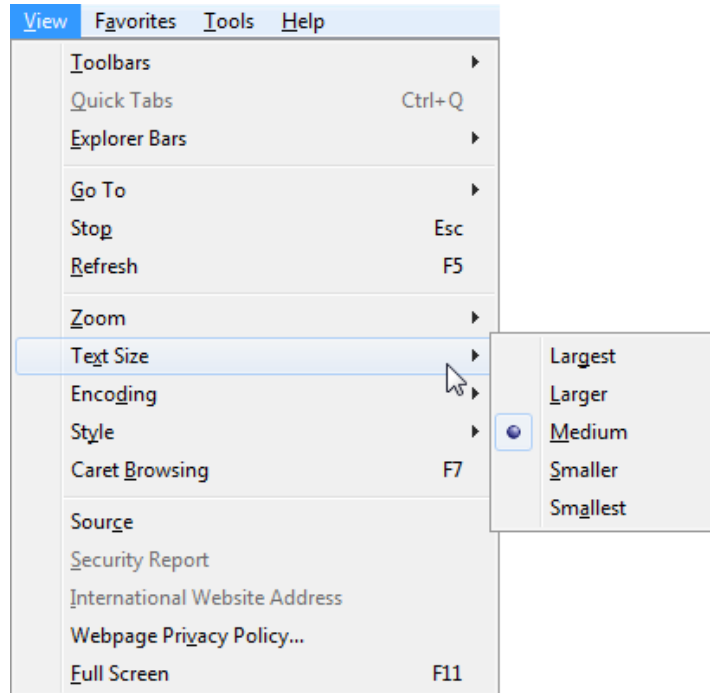 View Favorites Tools Help
Toolbars
Quick Tabs Ctrl+Q
Explorer Bars
Go To
Stop Esc
Refresh F5
Zoom
Text Size
Encoding
Style
Caret Browsing F7
Source
Security Report
International Website Address
Webpage Privacy Policy...
Full Screen F11
Largest
Larger
Medium
Smaller
Smallest